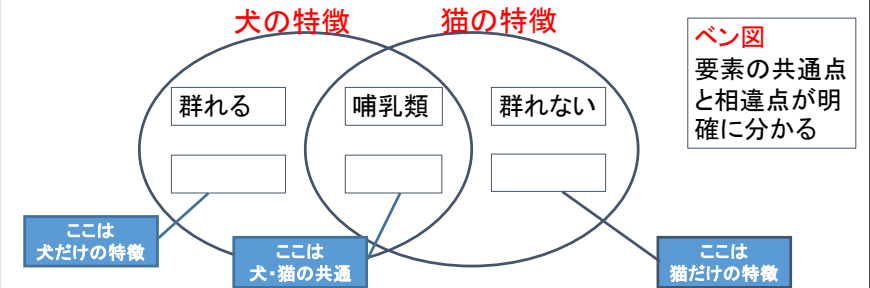 犬の特徴
猫の特徴
群れる
哺乳類
群れない
ここは
犬だけの特徴
ここは
犬・猫の共通
ここは
猫だけの特徴
ベン図
要素の共通点
と相違点が明
確に分かる